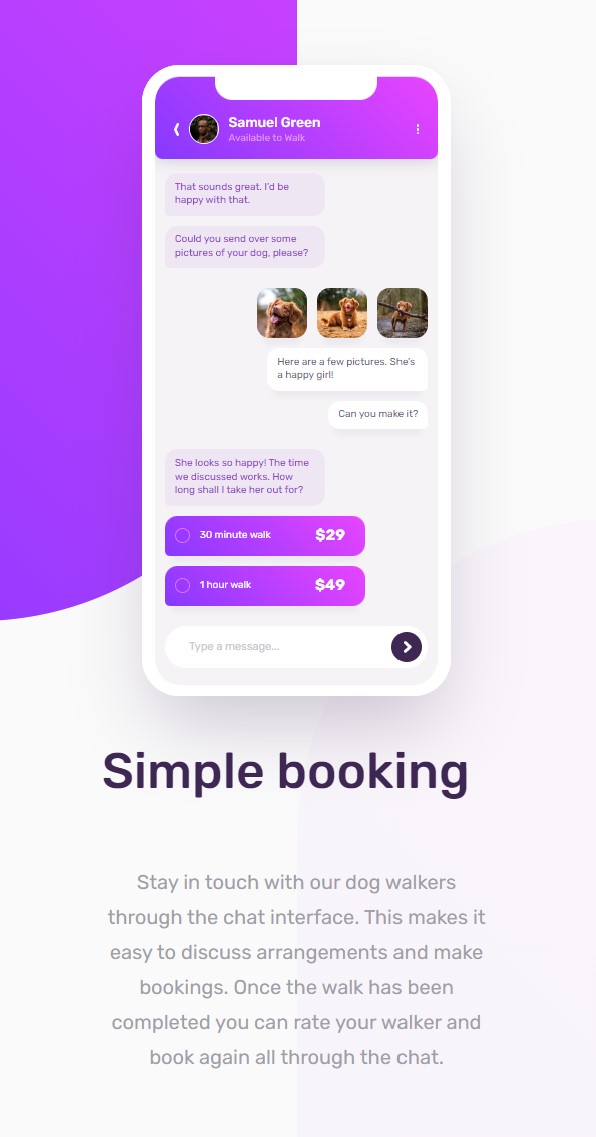 Samuel Green
Available to Walk
That sounds great. I'd be
happy with that.
Could you send over some
pictures of your dog, please?
Here are a few pictures. She's
a happy girl!
Can you make it?
She looks so happy! The time
we discussed works. How
long shall I take her out for?
30 minute walk $29
1 hour walk $49
Type a message...
Simple booking
Stay in touch with our dog walkers
through the chat interface. This makes it
easy to discuss arrangements and make
bookings. Once the walk has been
completed you can rate your walker and
book again all through the chat.